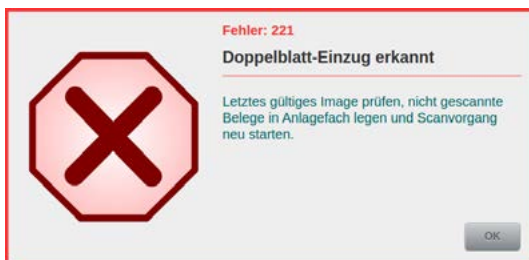 Fehler: 221
Doppelblatt-Einzug erkannt
Letztes gültiges Image prüfen, nicht gescannte
Belege in Anlagefach legen und Scanvorgang
neu starten.
OK